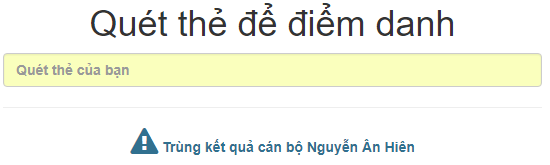 Quét thẻ để điểm danh
Quét thẻ của bạn
Trùng kết quả cán bộ Nguyễn Ân Hiên